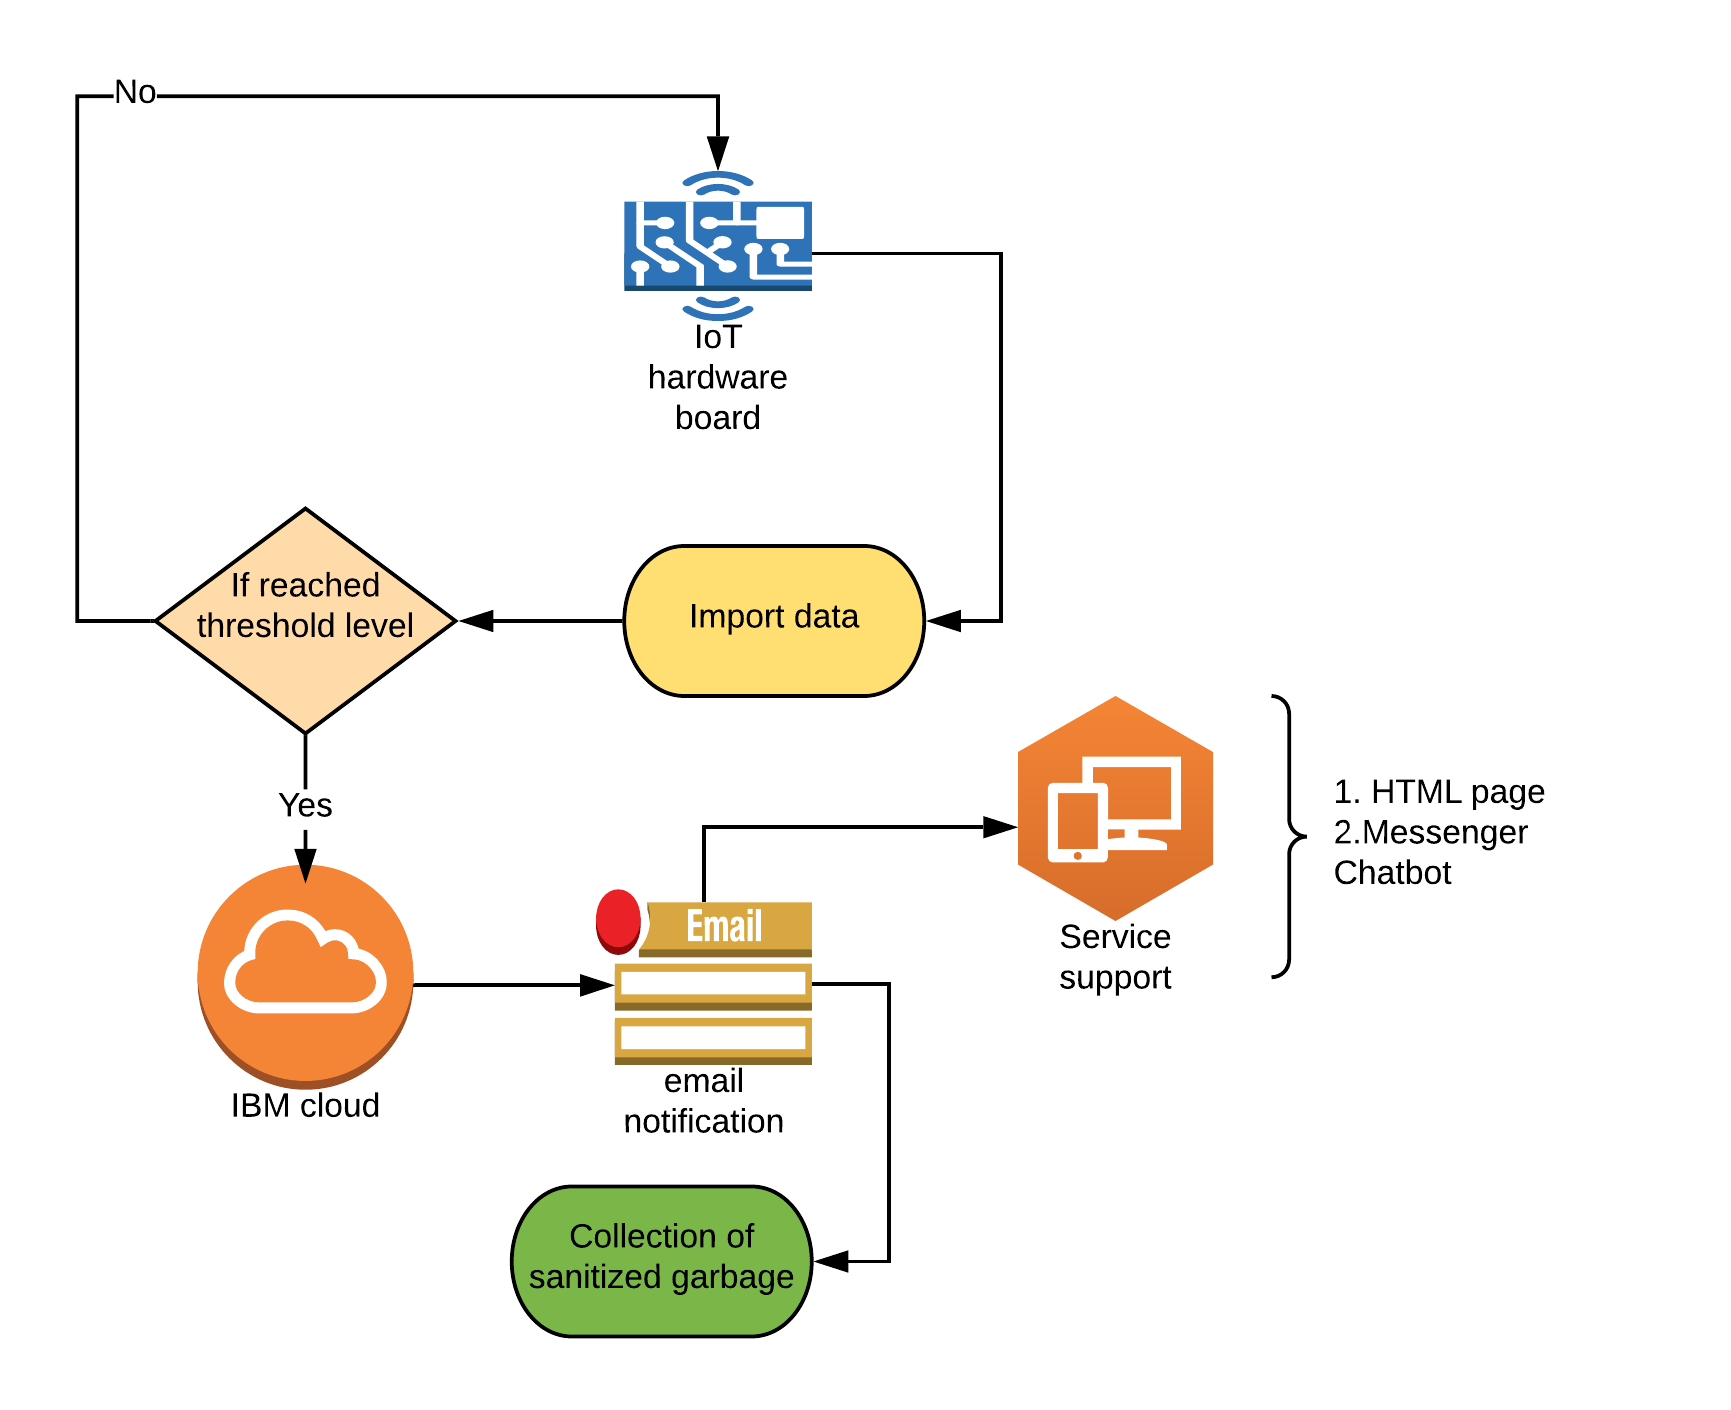 No
IoT
hardware
board
If reached
threshold level
Import data
Yes
1. HTML page
2.Messenger
Chatbot
Email
Service
support
IBM cloud
email
notification
Collection of
sanitized garbage